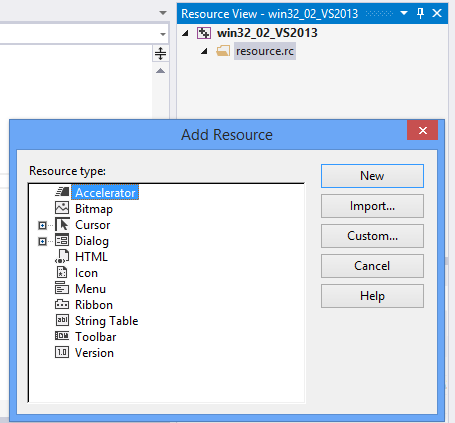 Resource View - win32_02_VS2013
win32_02_VS2013
resource.rc
Add Resource
Resource type:
Accelerator
Bitmap
Cursor
Dialog
HTML
Icon
Menu
Ribbon
String Table
Toolbar
Version
New
Import...
Custom...
Cancel
Help